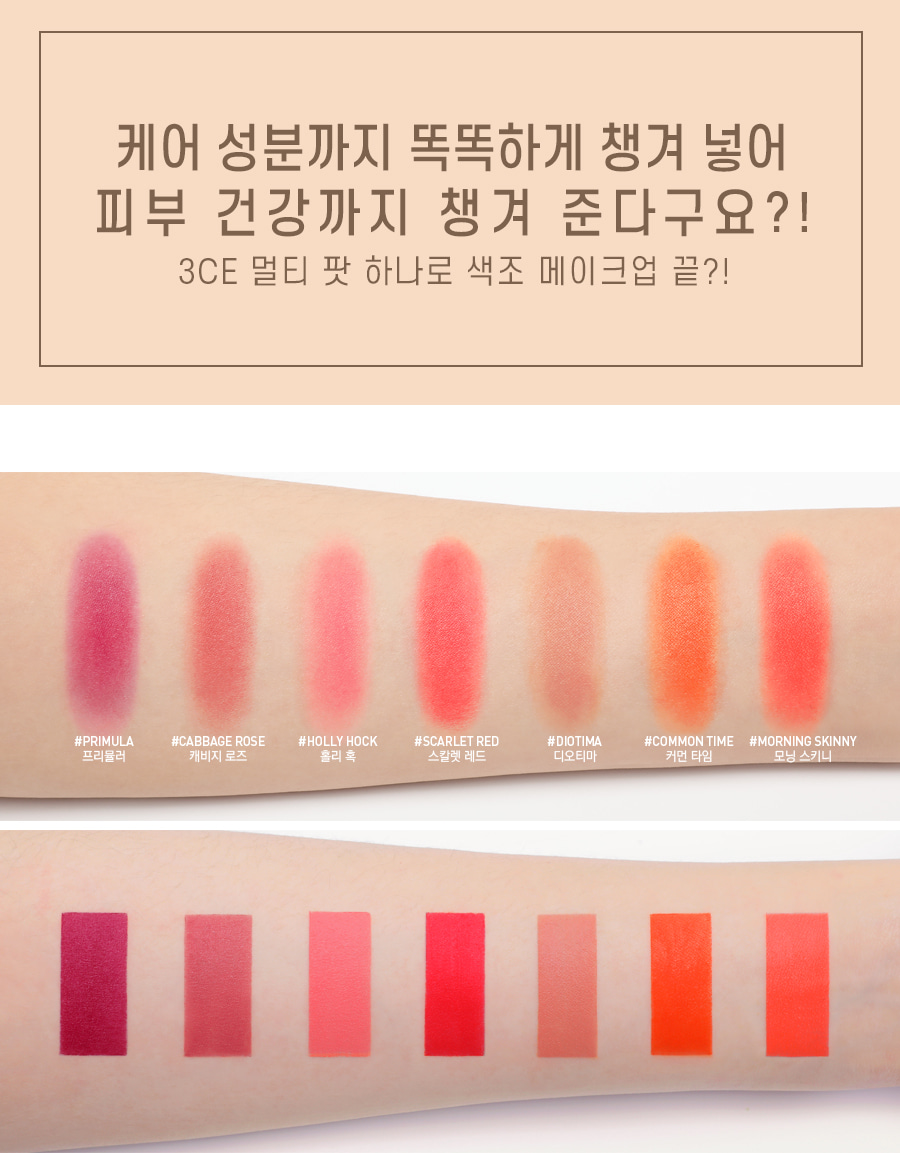 케어 성분까지 똑똑하게 챙겨 넣어
피부 건강까지 챙겨 준다구요?!
3CE 멀티 팟 하나로 색조 메이크업 끝?!
#PRIMULA
프리뮬러
#CABBAGE ROSE
캐비지 로즈
#HOLLY HOCK
홀리 혹
#SCARLET RED
스칼렛 레드
#DIOTIMA
디오티마
#COMMON TIME
커먼 타임
#MORNING SKINNY
모닝 스키니